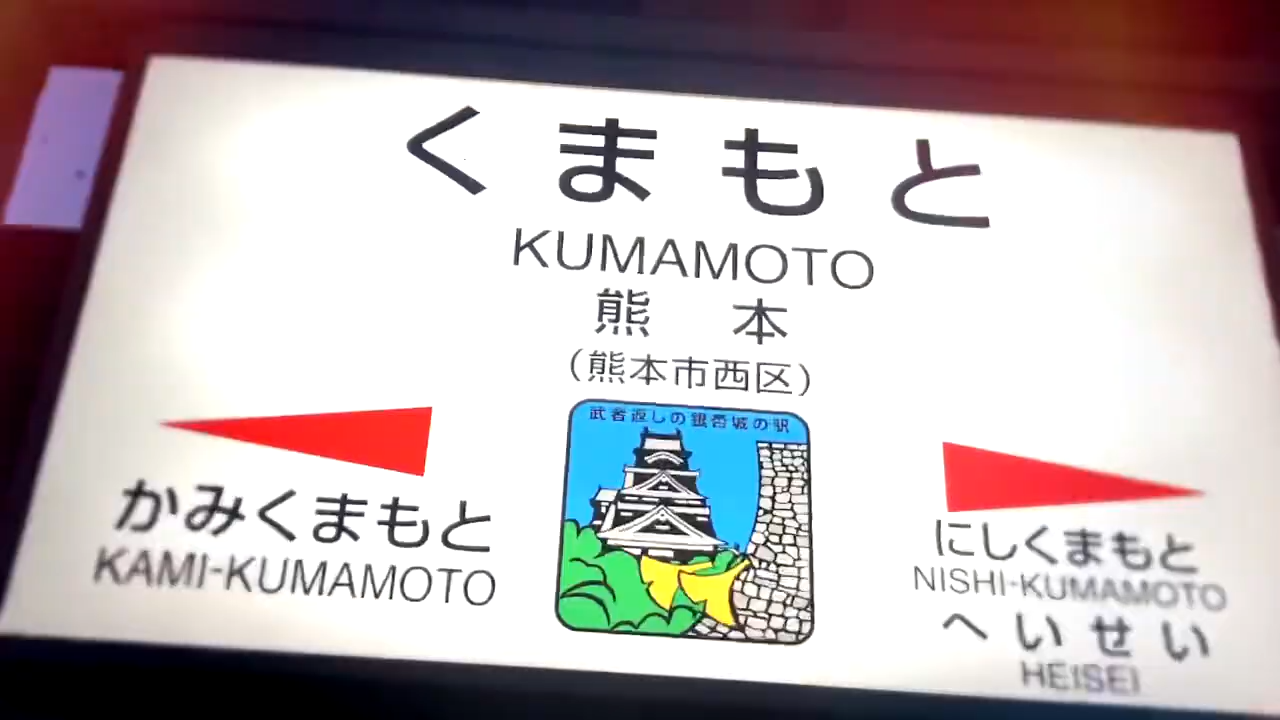 くまもと
KUMAMOTO
熊本
(熊本市西区)
武者返しの銀杏城の駅
かみくまもと
KAMI-KUMAMOTO
にしくまもと
NISHI-KUMAMOTO
へいせい
HEISEI